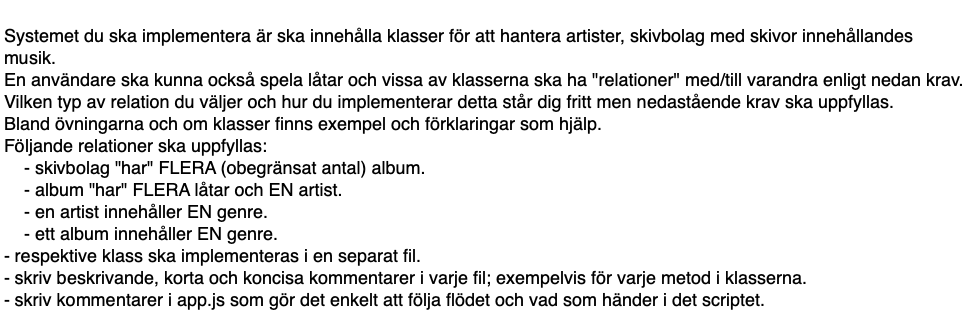 Systemet du ska implementera är ska innehålla klasser för att hantera artister, skivbolag med skivor innehållandes
musik.
En användare ska kunna också spela låtar och vissa av klasserna ska ha "relationer" med/till varandra enligt nedan krav.
Vilken typ av relation du väljer och hur du implementerar detta står dig fritt men nedastående krav ska uppfyllas.
Bland övningarna och om klasser finns exempel och förklaringar som hjälp.
Följande relationer ska uppfyllas:
- skivbolag "har" FLERA (obegränsat antal) album.
- album "har" FLERA låtar och EN artist.
- en artist innehåller EN genre.
- ett album innehåller EN genre.
- respektive klass ska implementeras i en separat fil.
- skriv beskrivande, korta och koncisa kommentarer i varje fil; exempelvis för varje metod i klasserna.
- skriv kommentarer i app.js som gör det enkelt att följa flödet och vad som händer i det scriptet.